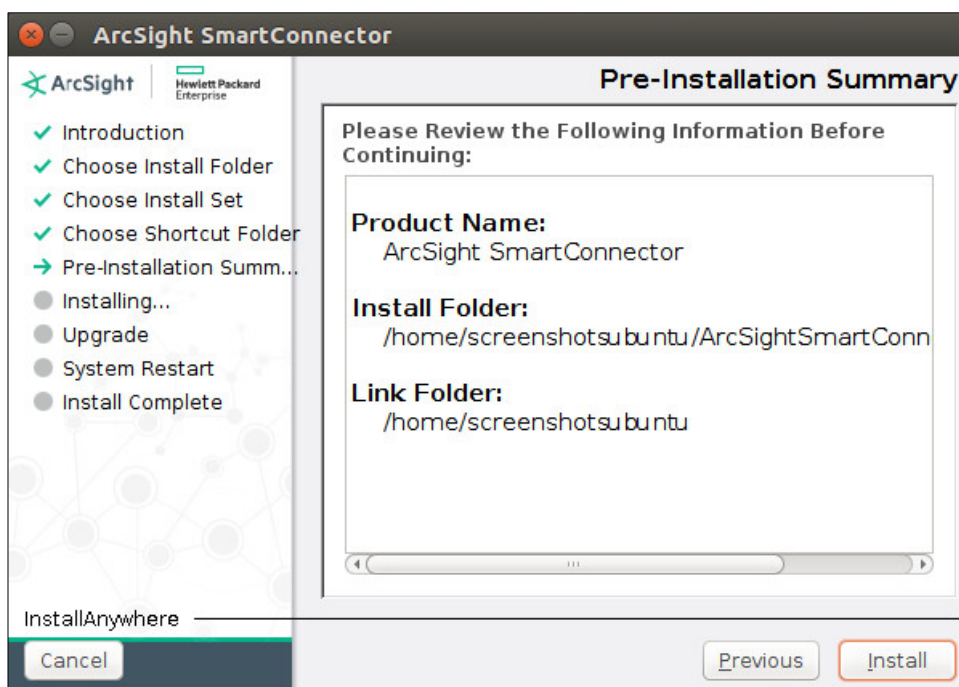 ArcSight SmartConnector
ArcSight
Hewlett Packard
Enterprise
Pre-Installation Summary
Introduction
Choose Install Folder
Choose Install Set
Choose Shortcut Folder
Pre-Installation Summ...
Installing...
Upgrade
System Restart
Install Complete
Please Review the Following Information Before
Continuing:
Product Name:
ArcSight SmartConnector
Install Folder:
/home/screenshotsubuntu/ArcSightSmartConn
Link Folder:
/home/screenshotsubuntu
InstallAnywhere
Cancel
Previous
Install